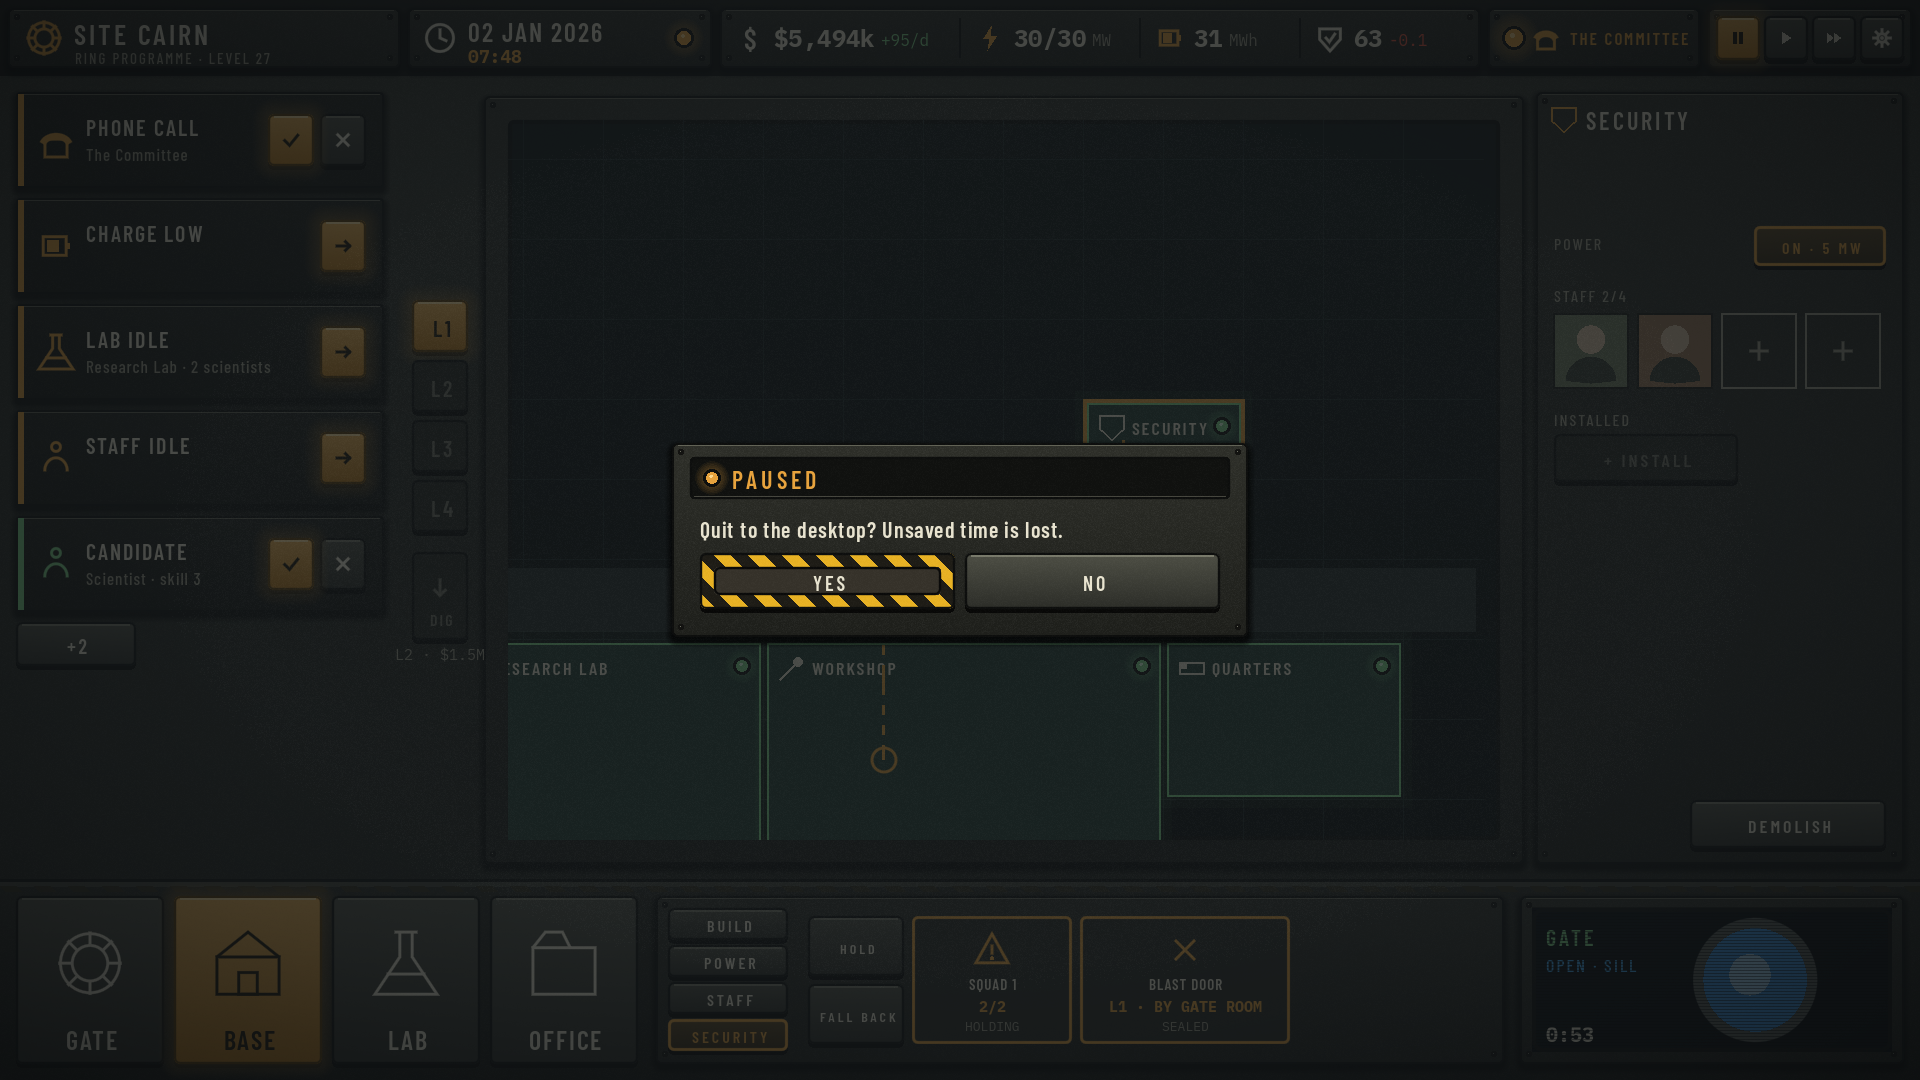 SITE CAIRN
RING PROGRAMME · LEVEL 27
02 JAN 2026
07:48
$ $5,494k +95/d
30/30 MW
31 MWh
63 -0.1
THE COMMITTEE
PHONE CALL
The Committee
CHARGE LOW
LAB IDLE
Research Lab · 2 scientists
STAFF IDLE
CANDIDATE
Scientist · skill 3
+2
L1
L2
L3
L4
DIG
L2 · $1.5M
SECURITY
PAUSED
Quit to the desktop? Unsaved time is lost.
YES
NO
ESEARCH LAB
WORKSHOP
QUARTERS
SECURITY
POWER
ON · 5 MW
STAFF 2/4
INSTALLED
+ INSTALL
DEMOLISH
GATE
BASE
LAB
OFFICE
BUILD
POWER
STAFF
SECURITY
HOLD
FALL BACK
SQUAD 1
2/2
HOLDING
BLAST DOOR
L1 · BY GATE ROOM
SEALED
GATE
OPEN · SILL
0:53